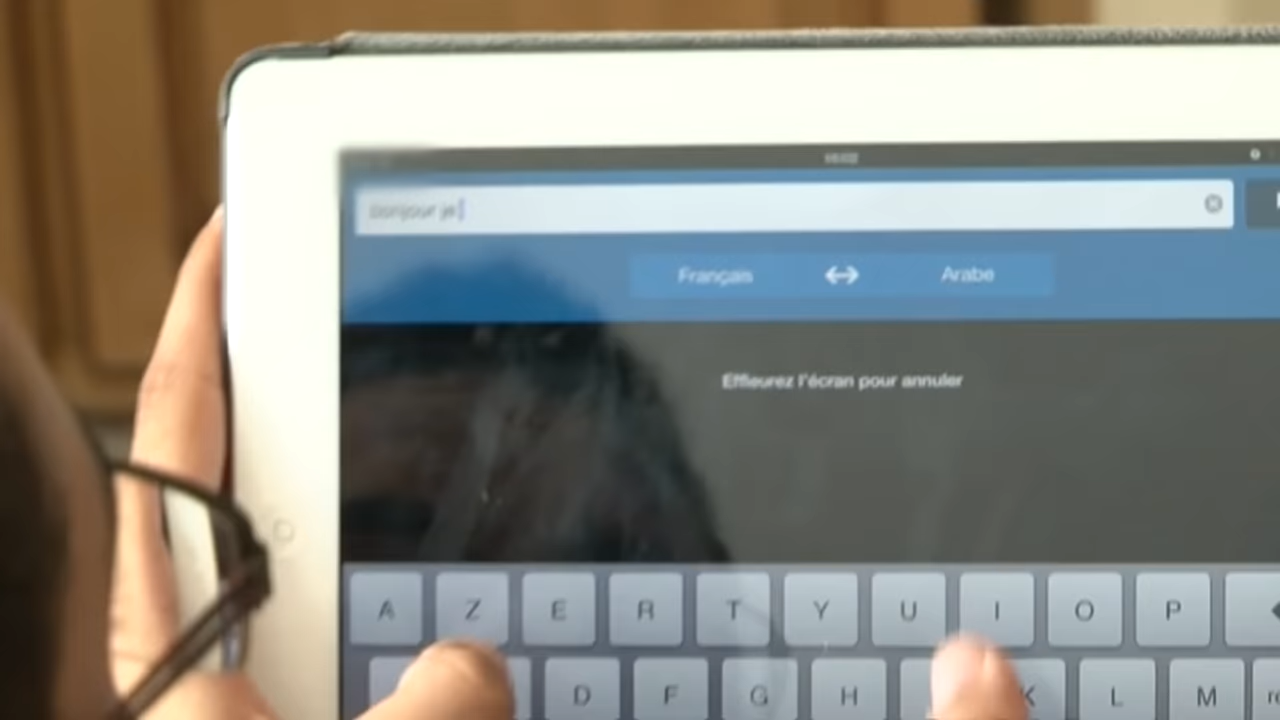 Bonjour je
Français ↔ Arabe
Effleurez l'écran pour annuler
A Z E R T Y U I O P
D F G H K L M